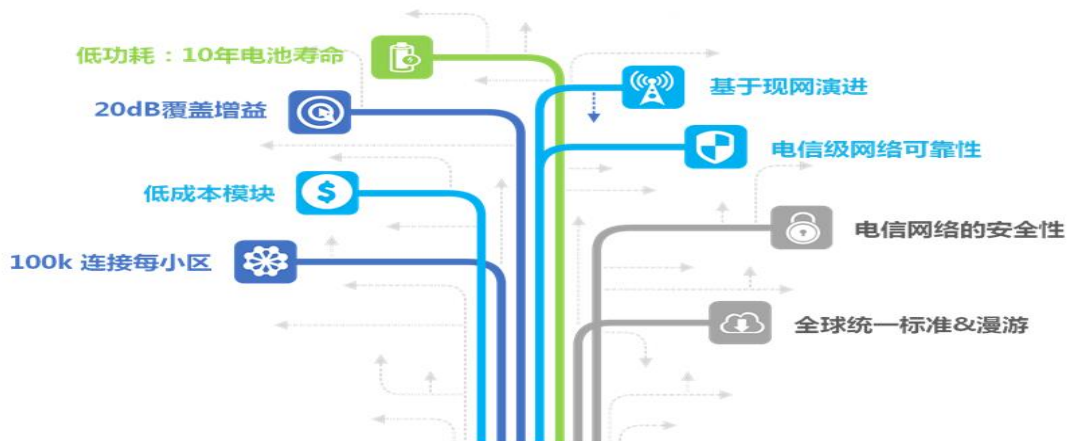 低功耗：10年电池寿命
20dB覆盖增益
低成本模块
100k 连接每小区
基于现网演进
电信级网络可靠性
电信网络的安全性
全球统一标准&漫游